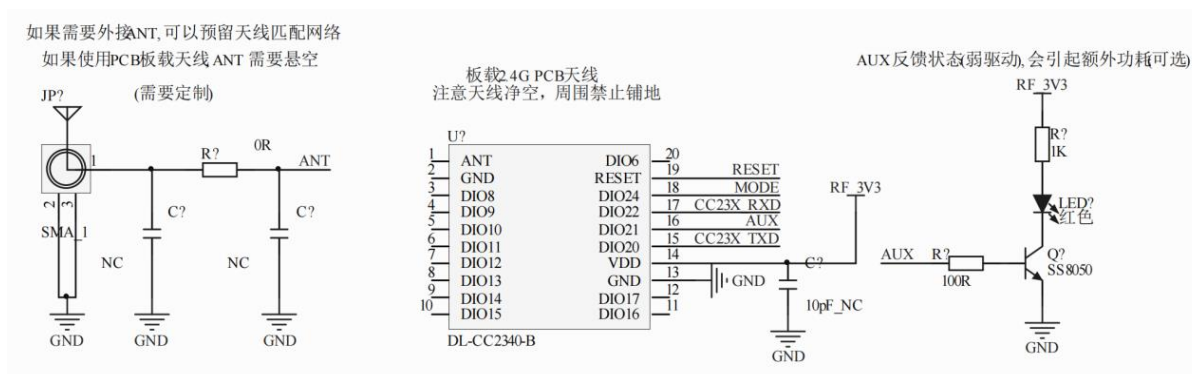 如果需要外接ANT,可以预留天线匹配网络
如果使用PCB板载天线 ANT 需要悬空
(需要定制)
JP?
1
2
3
SMA_1
GND
C?
NC
GND
R?
0R
ANT
C?
NC
GND
板载2.4G PCB天线
注意天线净空，周围禁止铺地
U?
1 ANT
2 GND
3 DIO8
4 DIO9
5 DIO10
6 DIO11
7 DIO12
8 DIO13
9 DIO14
10 DIO15
DIO6 20
RESET 19 RESET
DIO24 18 MODE
DIO22 17 CC23X_RXD
DIO21 16 AUX
DIO20 15 CC23X_TXD
VDD 14
GND 13 GND
DIO17 12
DIO16 11
DL-CC2340-B
RF_3V3
C?
10pF_NC
GND
AUX 反馈状态(弱驱动),会引起额外功耗(可选)
RF_3V3
R?
1K
LED?
红色
AUX
R?
100R
Q?
SS8050
GND